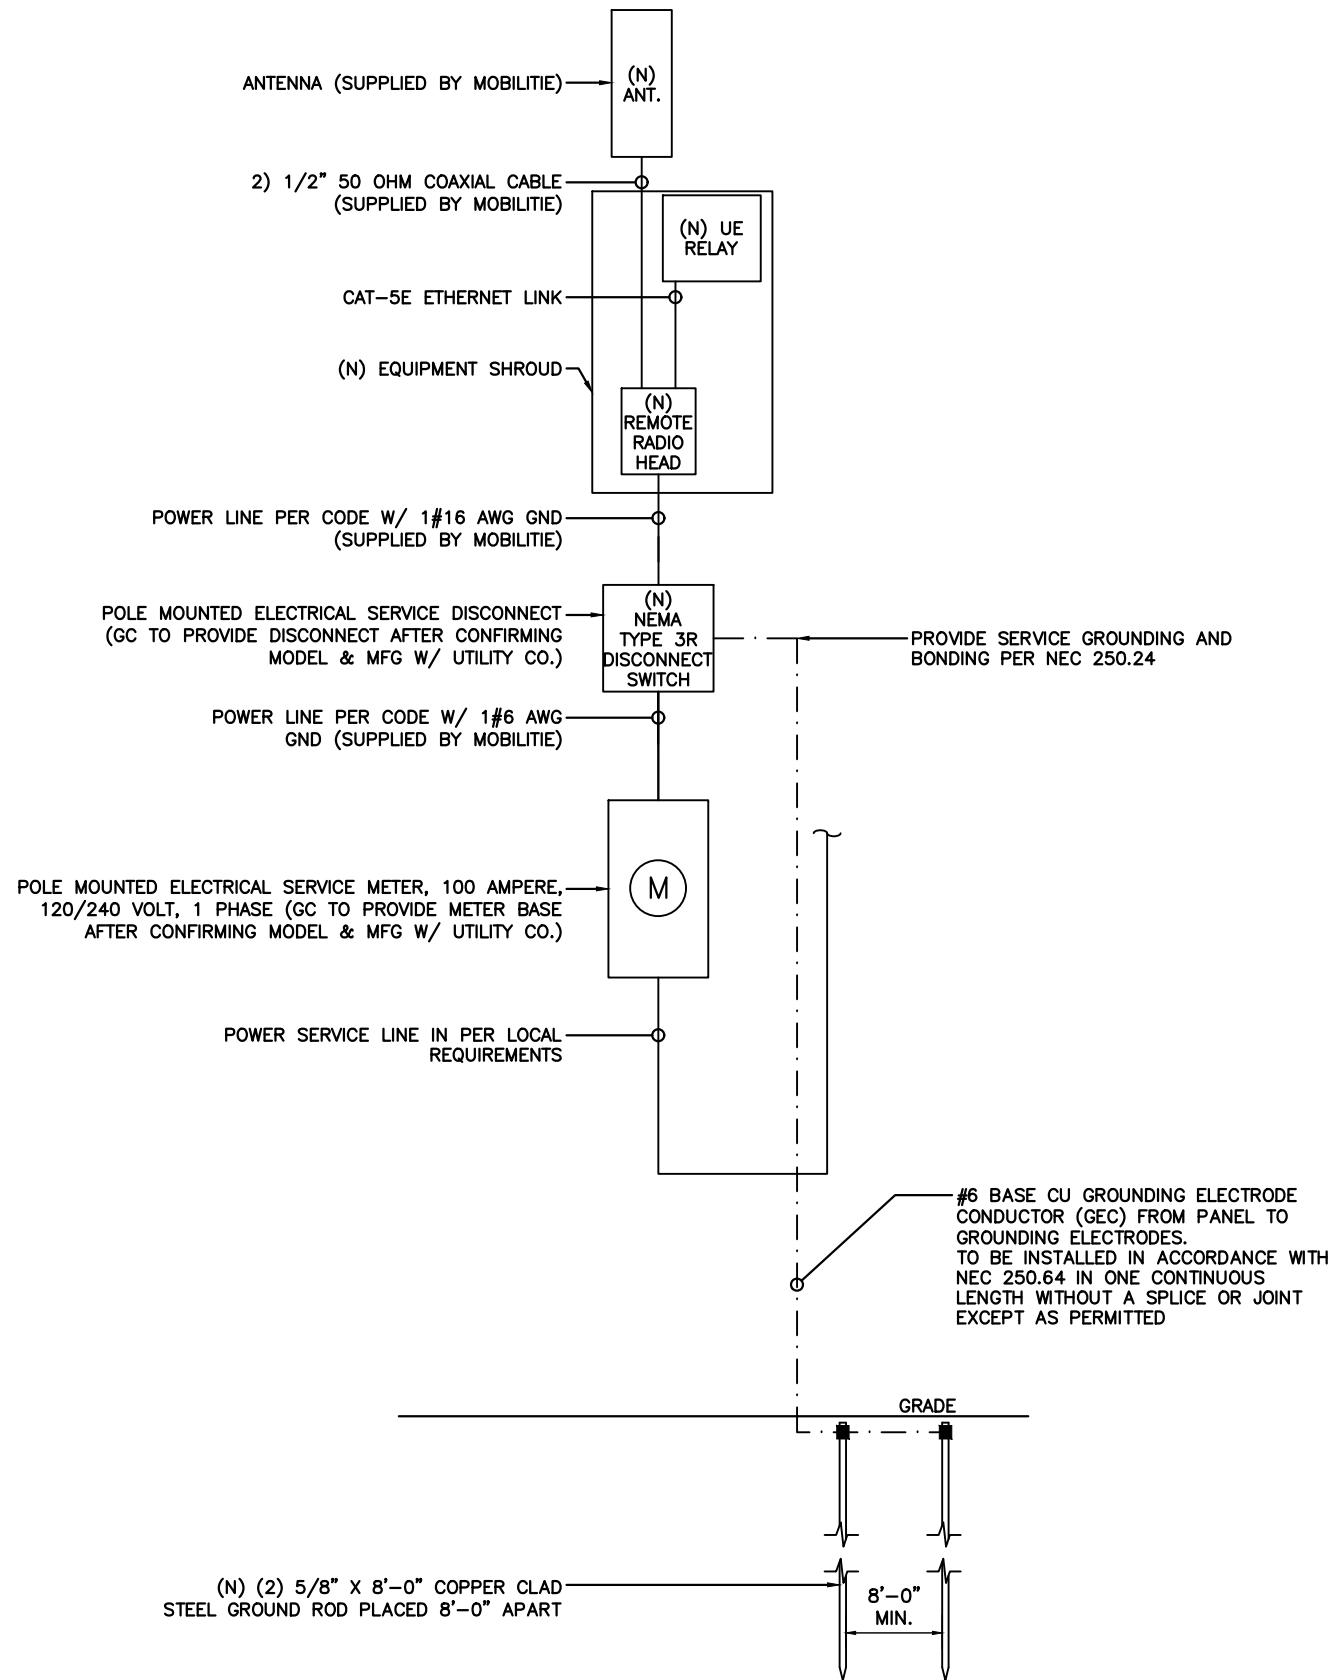 (N)
ANT.
ANTENNA (SUPPLIED BY MOBILITIE)
2) 1/2" 50 OHM COAXIAL CABLE
(SUPPLIED BY MOBILITIE)
(N) UE
RELAY
CAT-5E ETHERNET LINK
(N) EQUIPMENT SHROUD
(N)
REMOTE
RADIO
HEAD
POWER LINE PER CODE W/ 1#16 AWG GND
(SUPPLIED BY MOBILITIE)
POLE MOUNTED ELECTRICAL SERVICE DISCONNECT
(GC TO PROVIDE DISCONNECT AFTER CONFIRMING
MODEL & MFG W/ UTILITY CO.)
(N)
NEMA
TYPE 3R
DISCONNECT
SWITCH
PROVIDE SERVICE GROUNDING AND
BONDING PER NEC 250.24
POWER LINE PER CODE W/ 1#6 AWG
GND (SUPPLIED BY MOBILITIE)
POLE MOUNTED ELECTRICAL SERVICE METER, 100 AMPERE,
120/240 VOLT, 1 PHASE (GC TO PROVIDE METER BASE
AFTER CONFIRMING MODEL & MFG W/ UTILITY CO.)
M
POWER SERVICE LINE IN PER LOCAL
REQUIREMENTS
#6 BASE CU GROUNDING ELECTRODE
CONDUCTOR (GEC) FROM PANEL TO
GROUNDING ELECTRODES.
TO BE INSTALLED IN ACCORDANCE WITH
NEC 250.64 IN ONE CONTINUOUS
LENGTH WITHOUT A SPLICE OR JOINT
EXCEPT AS PERMITTED
GRADE
(N) (2) 5/8" X 8'-0" COPPER CLAD
STEEL GROUND ROD PLACED 8'-0" APART
8'-0"
MIN.